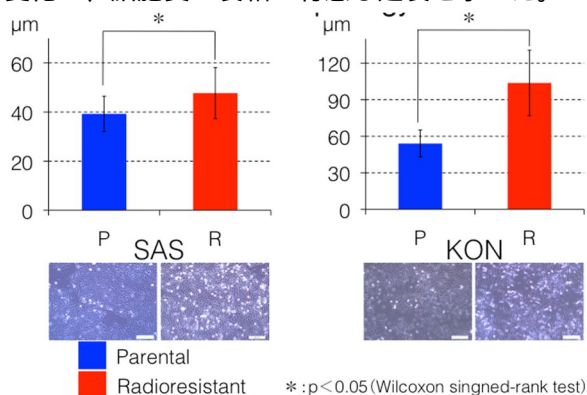 μm
60
40
20
0
*
P
R
SAS
μm
120
90
60
30
0
*
P
R
KON
Parental
Radioresistant
*:p<0.05(Wilcoxon singned-rank test)